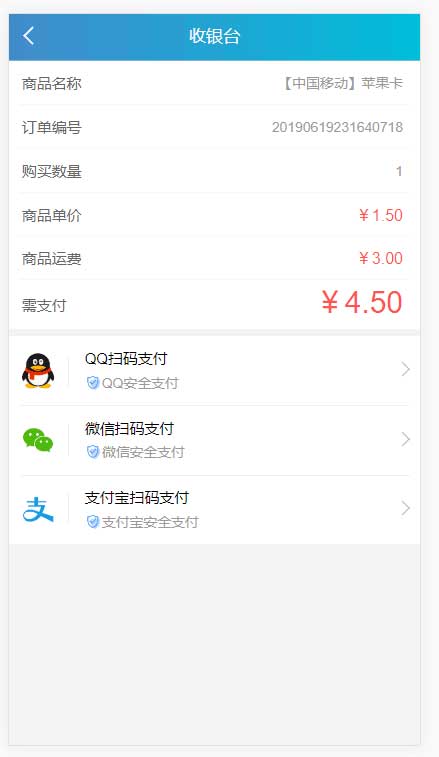 收银台
商品名称 【中国移动】苹果卡
订单编号 20190619231640718
购买数量 1
商品单价 ￥1.50
商品运费 ￥3.00
需支付 ￥4.50
QQ扫码支付
QQ安全支付
微信扫码支付
微信安全支付
支付宝扫码支付
支付宝安全支付